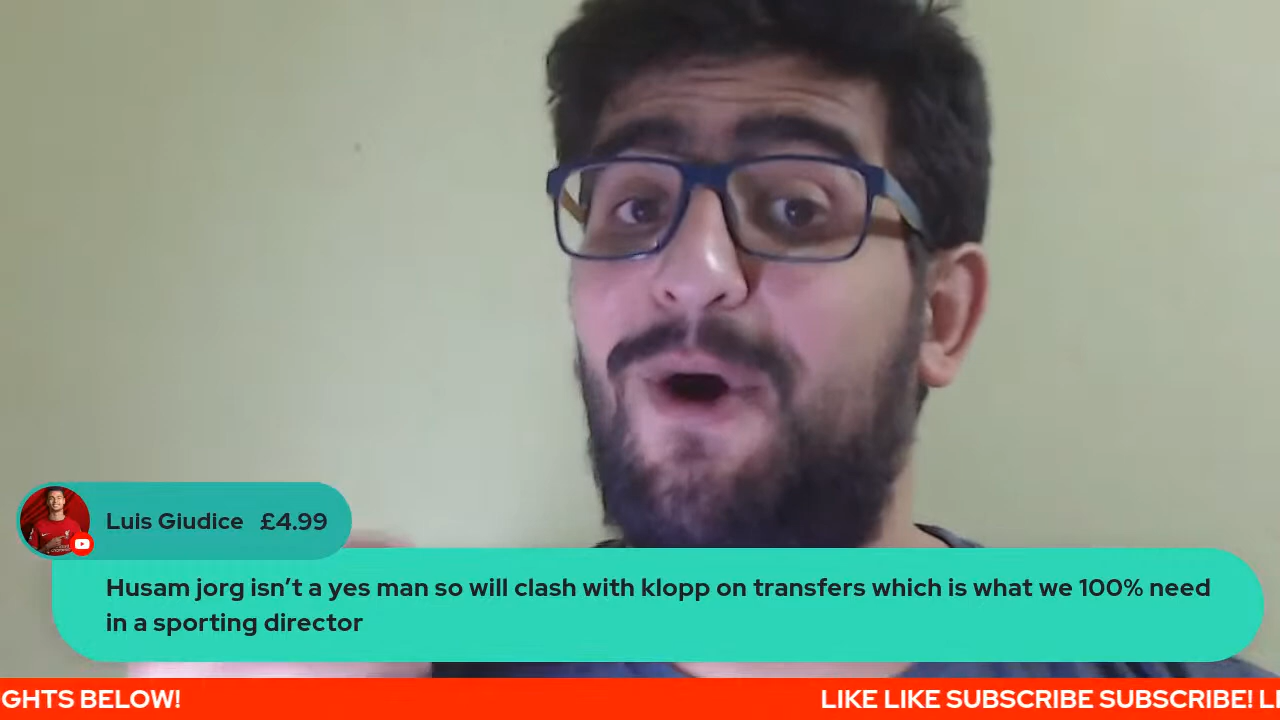 Luis Giudice £4.99
Husam jorg isn’t a yes man so will clash with klopp on transfers which is what we 100% need
in a sporting director
GHTS BELOW! LIKE LIKE SUBSCRIBE SUBSCRIBE! LI